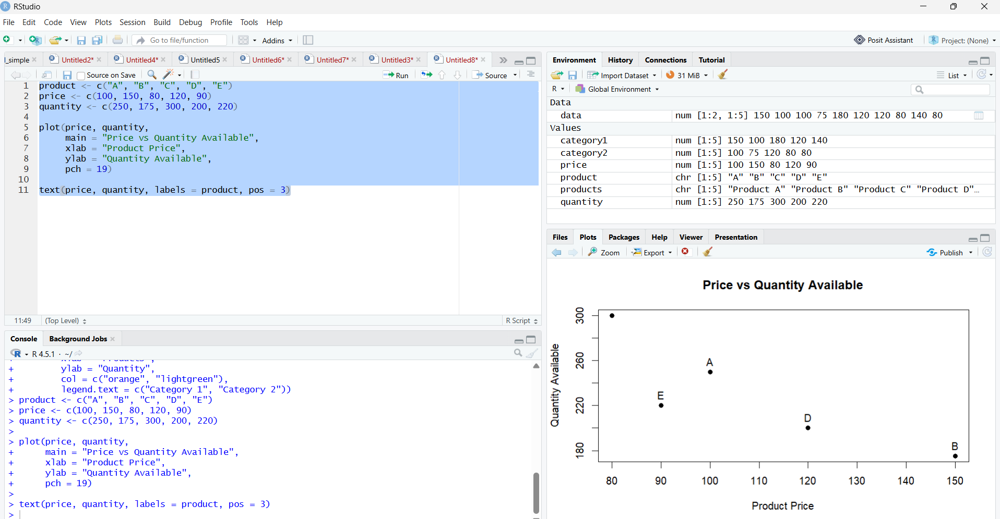 RStudio
File Edit Code View Plots Session Build Debug Profile Tools Help
Go to file/function Addins Posit Assistant Project: (None)
l_simple Untitled2* Untitled4* Untitled5 Untitled6* Untitled7* Untitled3* Untitled8*
Source on Save Run Source
1 product <- c("A", "B", "C", "D", "E")
2 price <- c(100, 150, 80, 120, 90)
3 quantity <- c(250, 175, 300, 200, 220)
4
5 plot(price, quantity,
6 main = "Price vs Quantity Available",
7 xlab = "Product Price",
8 ylab = "Quantity Available",
9 pch = 19)
10
11 text(price, quantity, labels = product, pos = 3)
11:49 (Top Level) R Script
Console Background Jobs
R 4.5.1 · ~/
+ ylab = "Quantity",
+ col = c("orange", "lightgreen"),
+ legend.text = c("Category 1", "Category 2"))
> product <- c("A", "B", "C", "D", "E")
> price <- c(100, 150, 80, 120, 90)
> quantity <- c(250, 175, 300, 200, 220)
>
> plot(price, quantity,
+ main = "Price vs Quantity Available",
+ xlab = "Product Price",
+ ylab = "Quantity Available",
+ pch = 19)
>
> text(price, quantity, labels = product, pos = 3)
>
Environment History Connections Tutorial
Import Dataset 31 MiB List
R Global Environment
Data
data num [1:2, 1:5] 150 100 100 75 180 120 120 80 140 80
Values
category1 num [1:5] 150 100 180 120 140
category2 num [1:5] 100 75 120 80 80
price num [1:5] 100 150 80 120 90
product chr [1:5] "A" "B" "C" "D" "E"
products chr [1:5] "Product A" "Product B" "Product C" "Product D"…
quantity num [1:5] 250 175 300 200 220
Files Plots Packages Help Viewer Presentation
Zoom Export Publish
Price vs Quantity Available
Quantity Available
300
260
220
180
A
E
D
B
80 90 100 110 120 130 140 150
Product Price